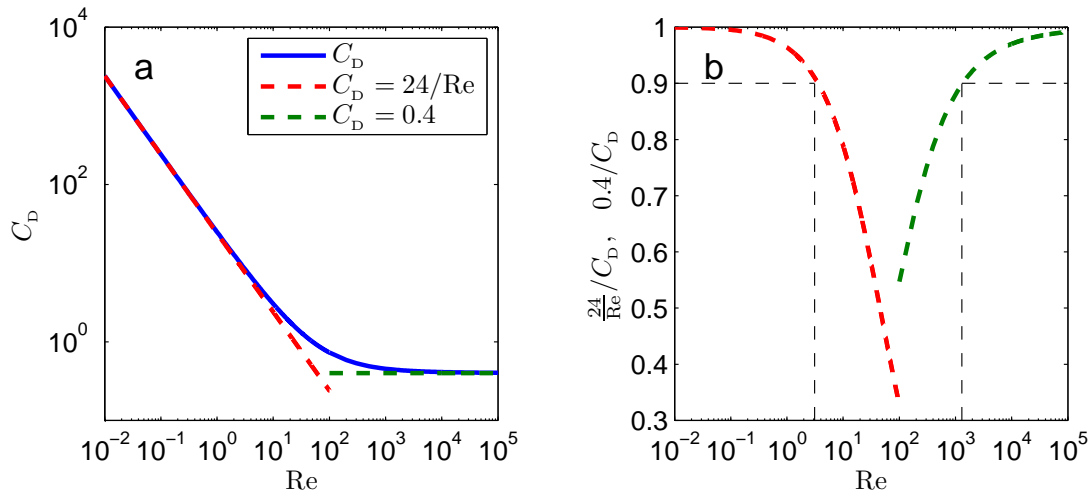 a
C_D
C_D = 24/Re
C_D = 0.4
10^4
10^2
10^0
C_D
10^−2 10^−1 10^0 10^1 10^2 10^3 10^4 10^5
Re
b
1
0.9
0.8
0.7
0.6
0.5
0.4
0.3
24/Re/C_D, 0.4/C_D
10^−2 10^−1 10^0 10^1 10^2 10^3 10^4 10^5
Re